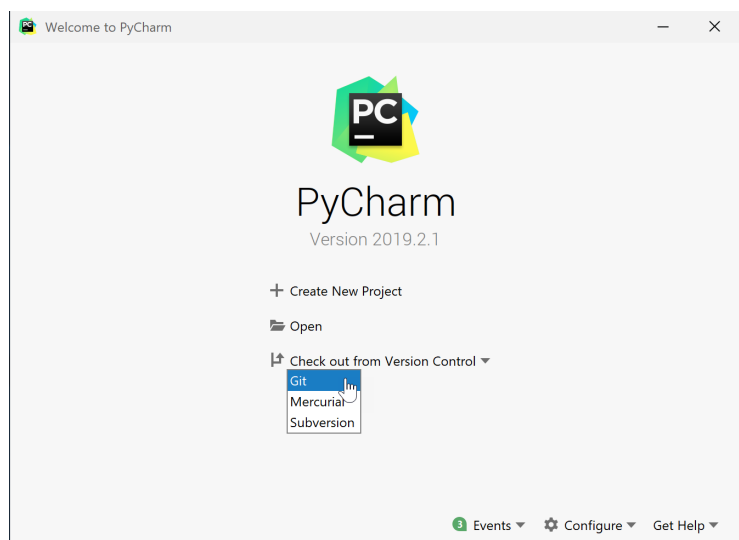 PC Welcome to PyCharm
PC
PyCharm
Version 2019.2.1
Create New Project
Open
Check out from Version Control
Git
Mercurial
Subversion
3 Events Configure Get Help